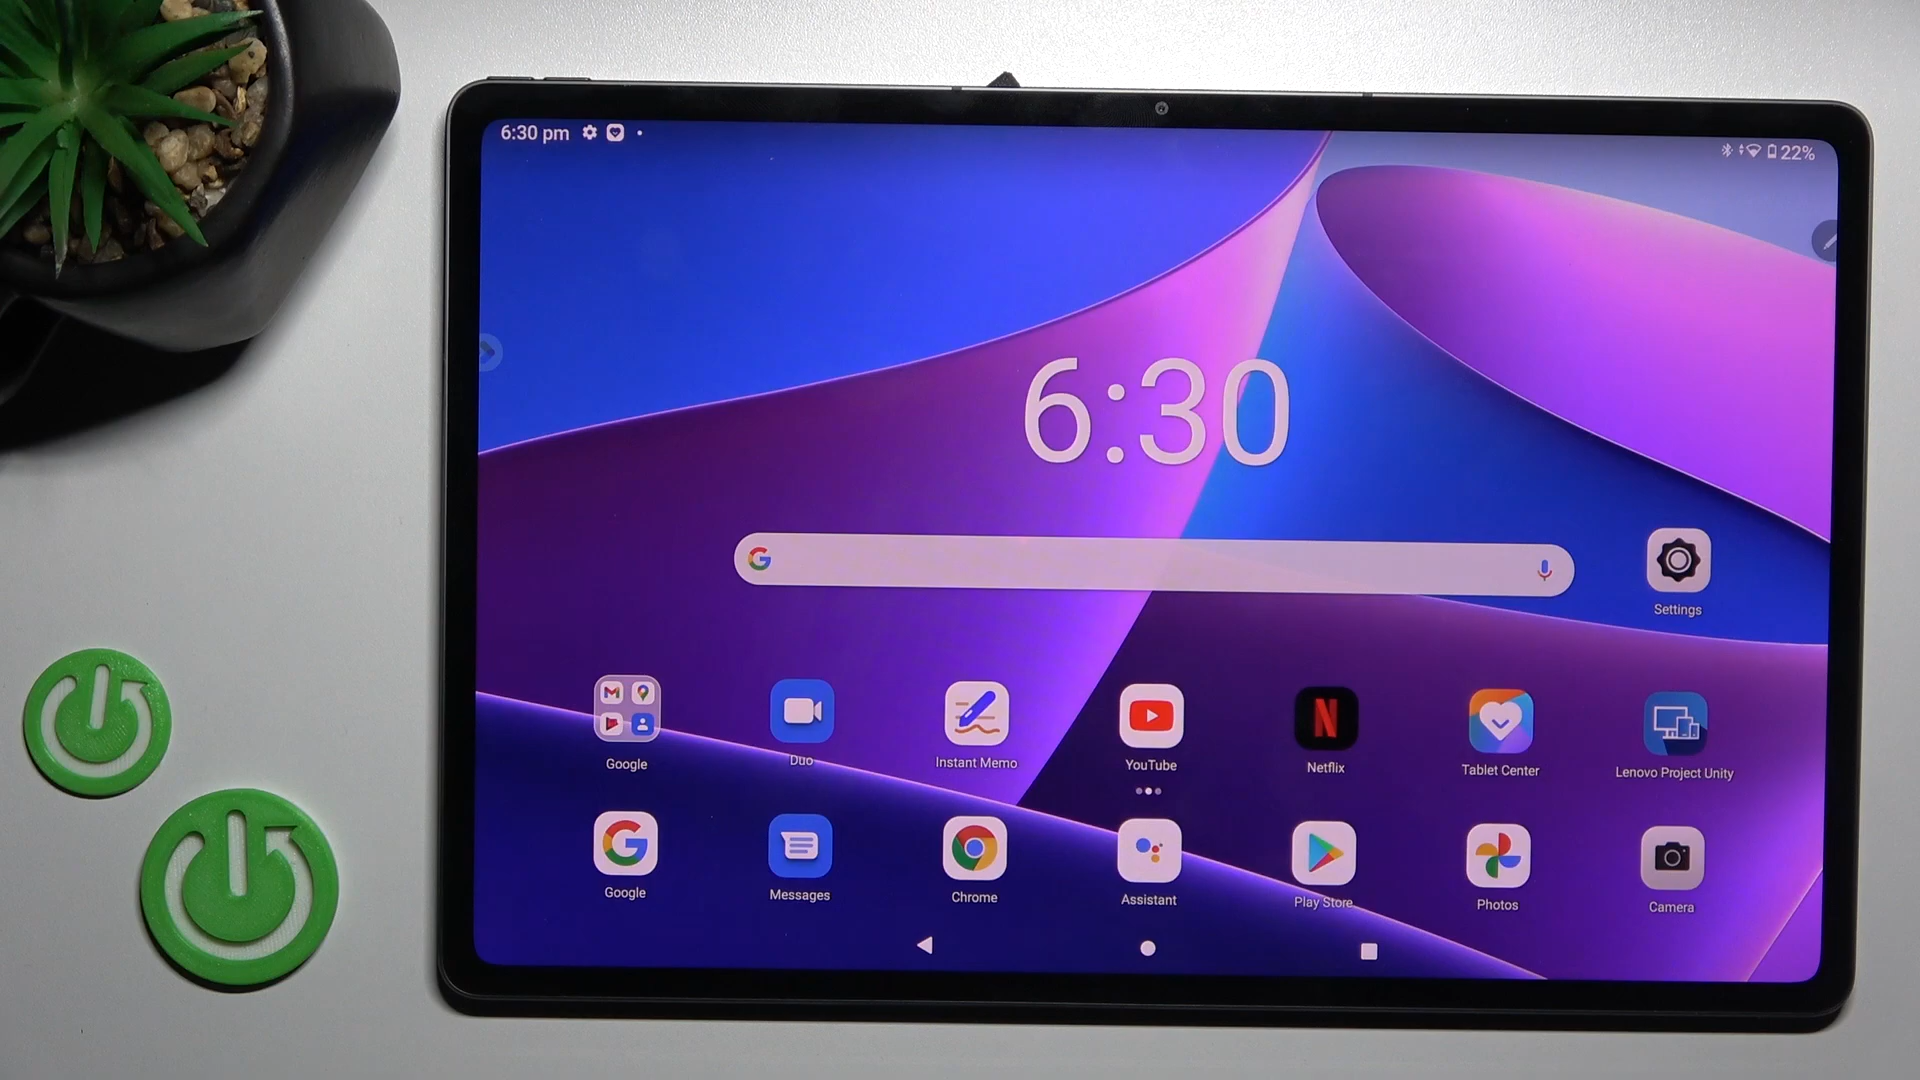 6:30 pm
22%
6:30
Settings
Google
Duo
Instant Memo
YouTube
Netflix
Tablet Center
Lenovo Project Unity
Google
Messages
Chrome
Assistant
Play Store
Photos
Camera